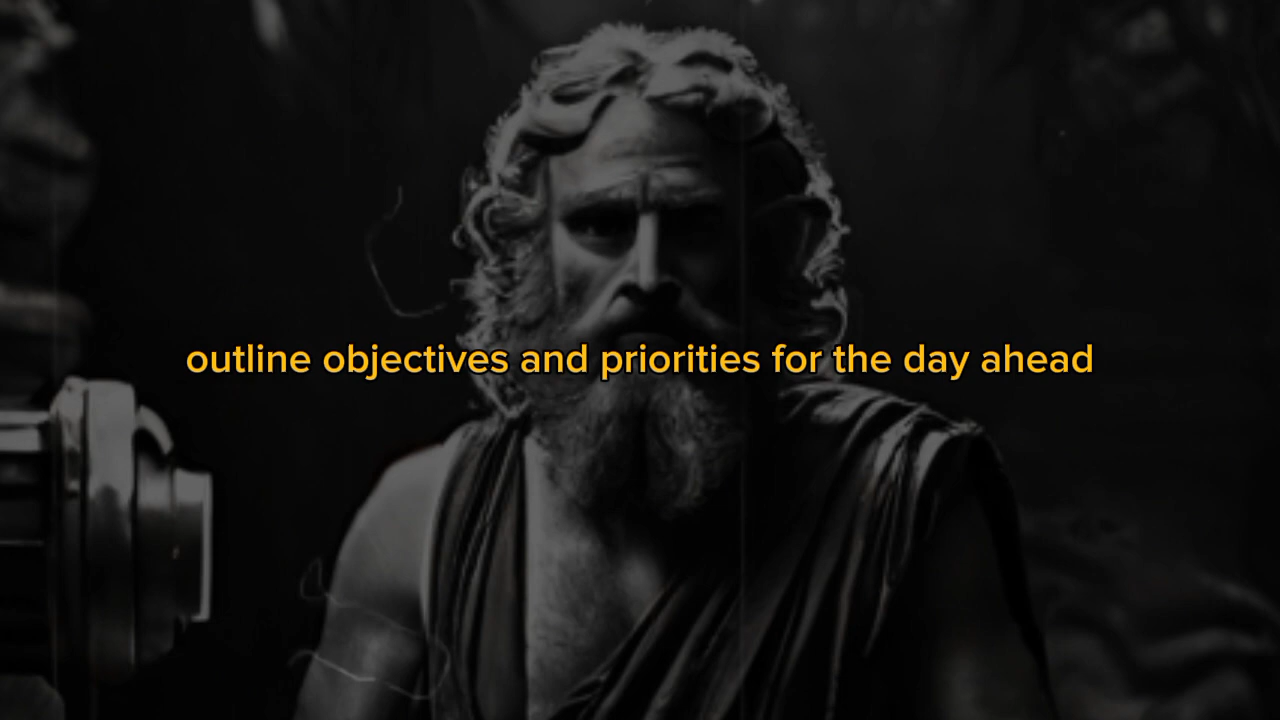 outline objectives and priorities for the day ahead